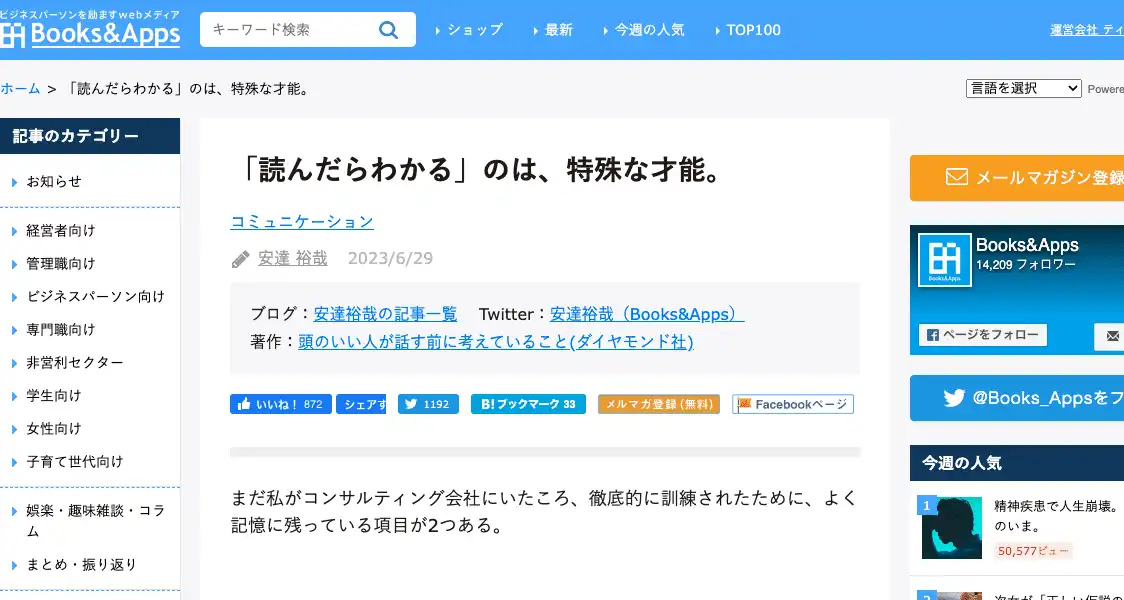 ビジネスパーソンを励ますwebメディア
Books&Apps
キーワード検索
ショップ
最新
今週の人気
TOP100
運営会社 ティ
ホーム > 「読んだらわかる」のは、特殊な才能。
言語を選択
Powere
記事のカテゴリー
お知らせ
経営者向け
管理職向け
ビジネスパーソン向け
専門職向け
非営利セクター
学生向け
女性向け
子育て世代向け
娯楽・趣味雑談・コラ
ム
まとめ・振り返り
「読んだらわかる」のは、特殊な才能。
コミュニケーション
安達 裕哉 2023/6/29
ブログ：安達裕哉の記事一覧 Twitter：安達裕哉（Books&Apps）
著作：頭のいい人が話す前に考えていること(ダイヤモンド社)
いいね！ 872
シェアす
1192
B!ブックマーク 33
メルマガ登録(無料)
Facebookページ
まだ私がコンサルティング会社にいたころ、徹底的に訓練されたために、よく
記憶に残っている項目が2つある。
メールマガジン登録
Books&Apps
Books&Apps
14,209 フォロワー
ページをフォロー
@Books_Appsをフ
今週の人気
1
精神疾患で人生崩壊。
のいま。
50,577ビュー
2